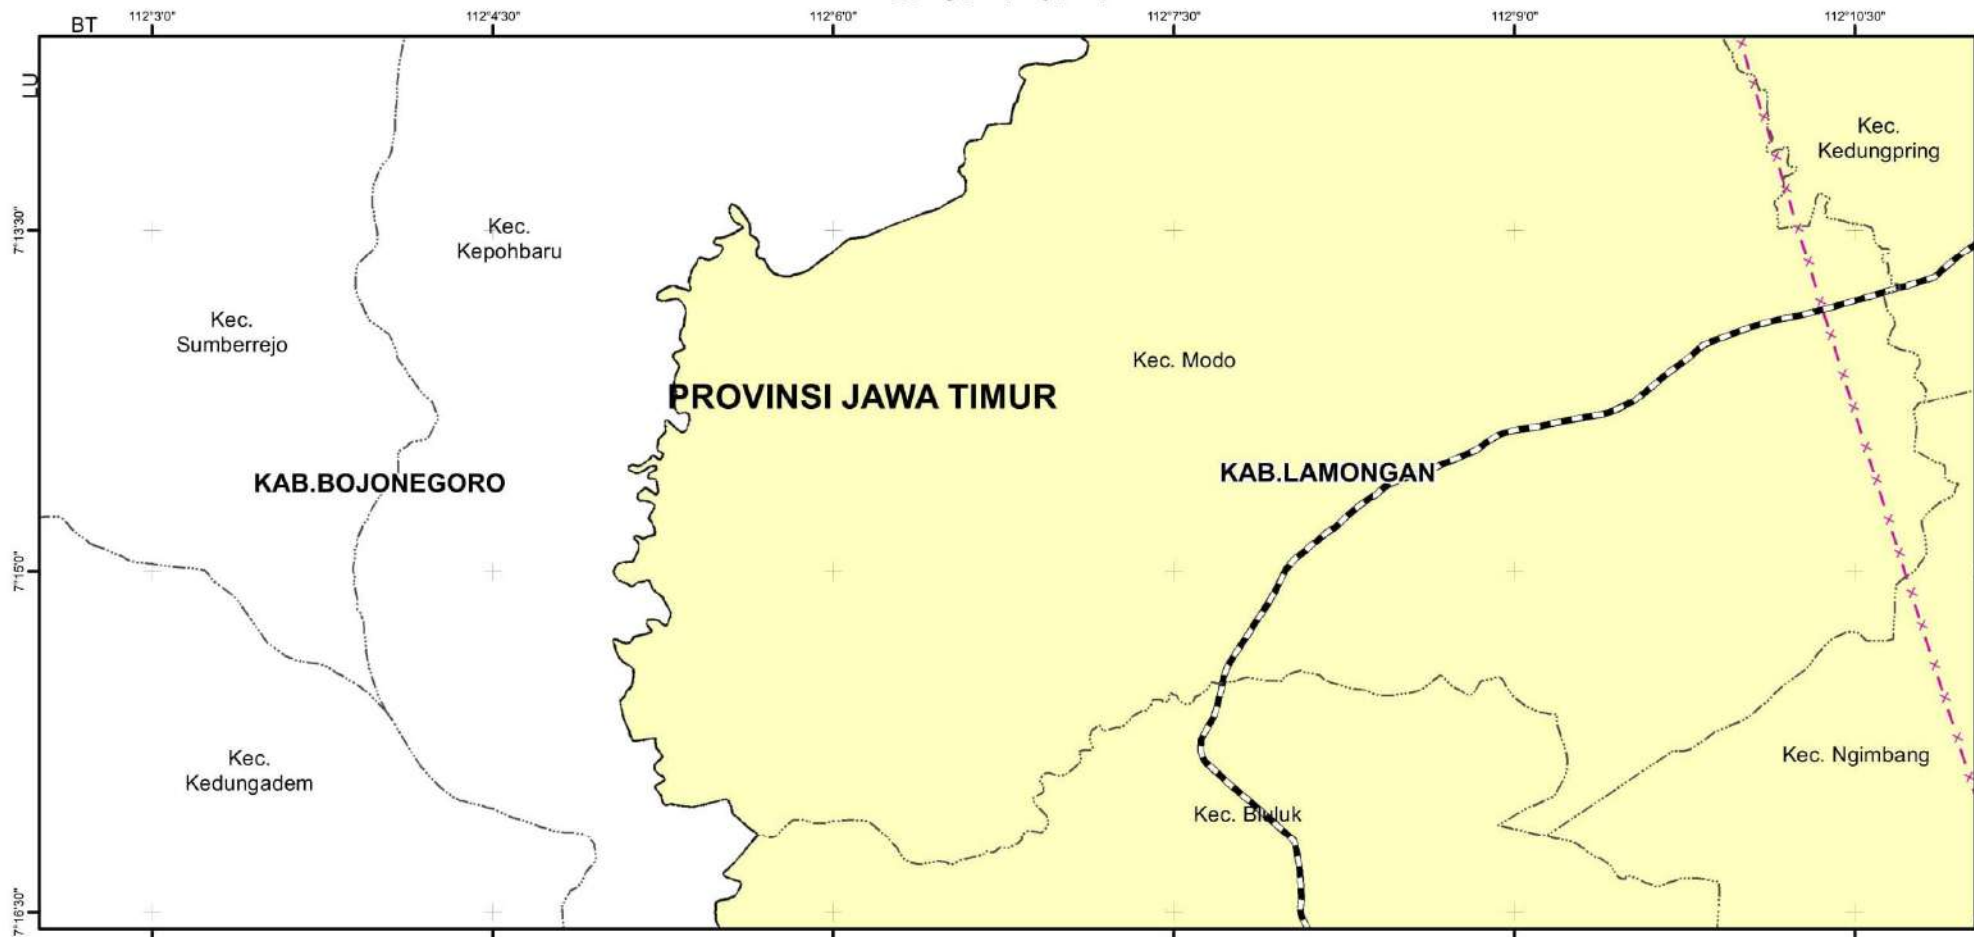 112°3'0"
112°4'30"
112°6'0"
112°7'30"
112°9'0"
112°10'30"
BT
LU
Kec.
Kedungpring
7°13'30"
Kec.
Kepohbaru
Kec.
Sumberrejo
Kec. Modo
PROVINSI JAWA TIMUR
KAB.LAMONGAN
KAB.BOJONEGORO
7°15'0"
Kec.
Kedungadem
Kec. Ngimbang
Kec. Bluluk
7°16'30"